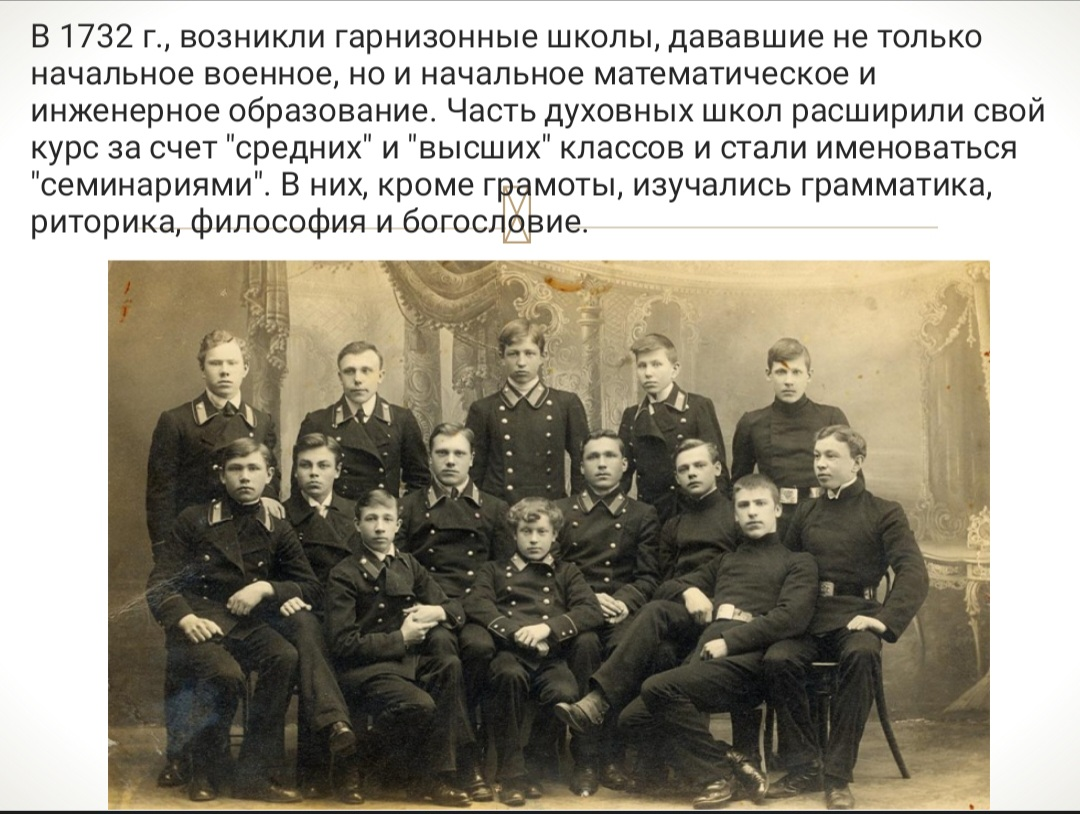 В 1732 г., возникли гарнизонные школы, дававшие не только
начальное военное, но и начальное математическое и
инженерное образование. Часть духовных школ расширили свой
курс за счет "средних" и "высших" классов и стали именоваться
"семинариями". В них, кроме грамоты, изучались грамматика,
риторика, философия и богословие.